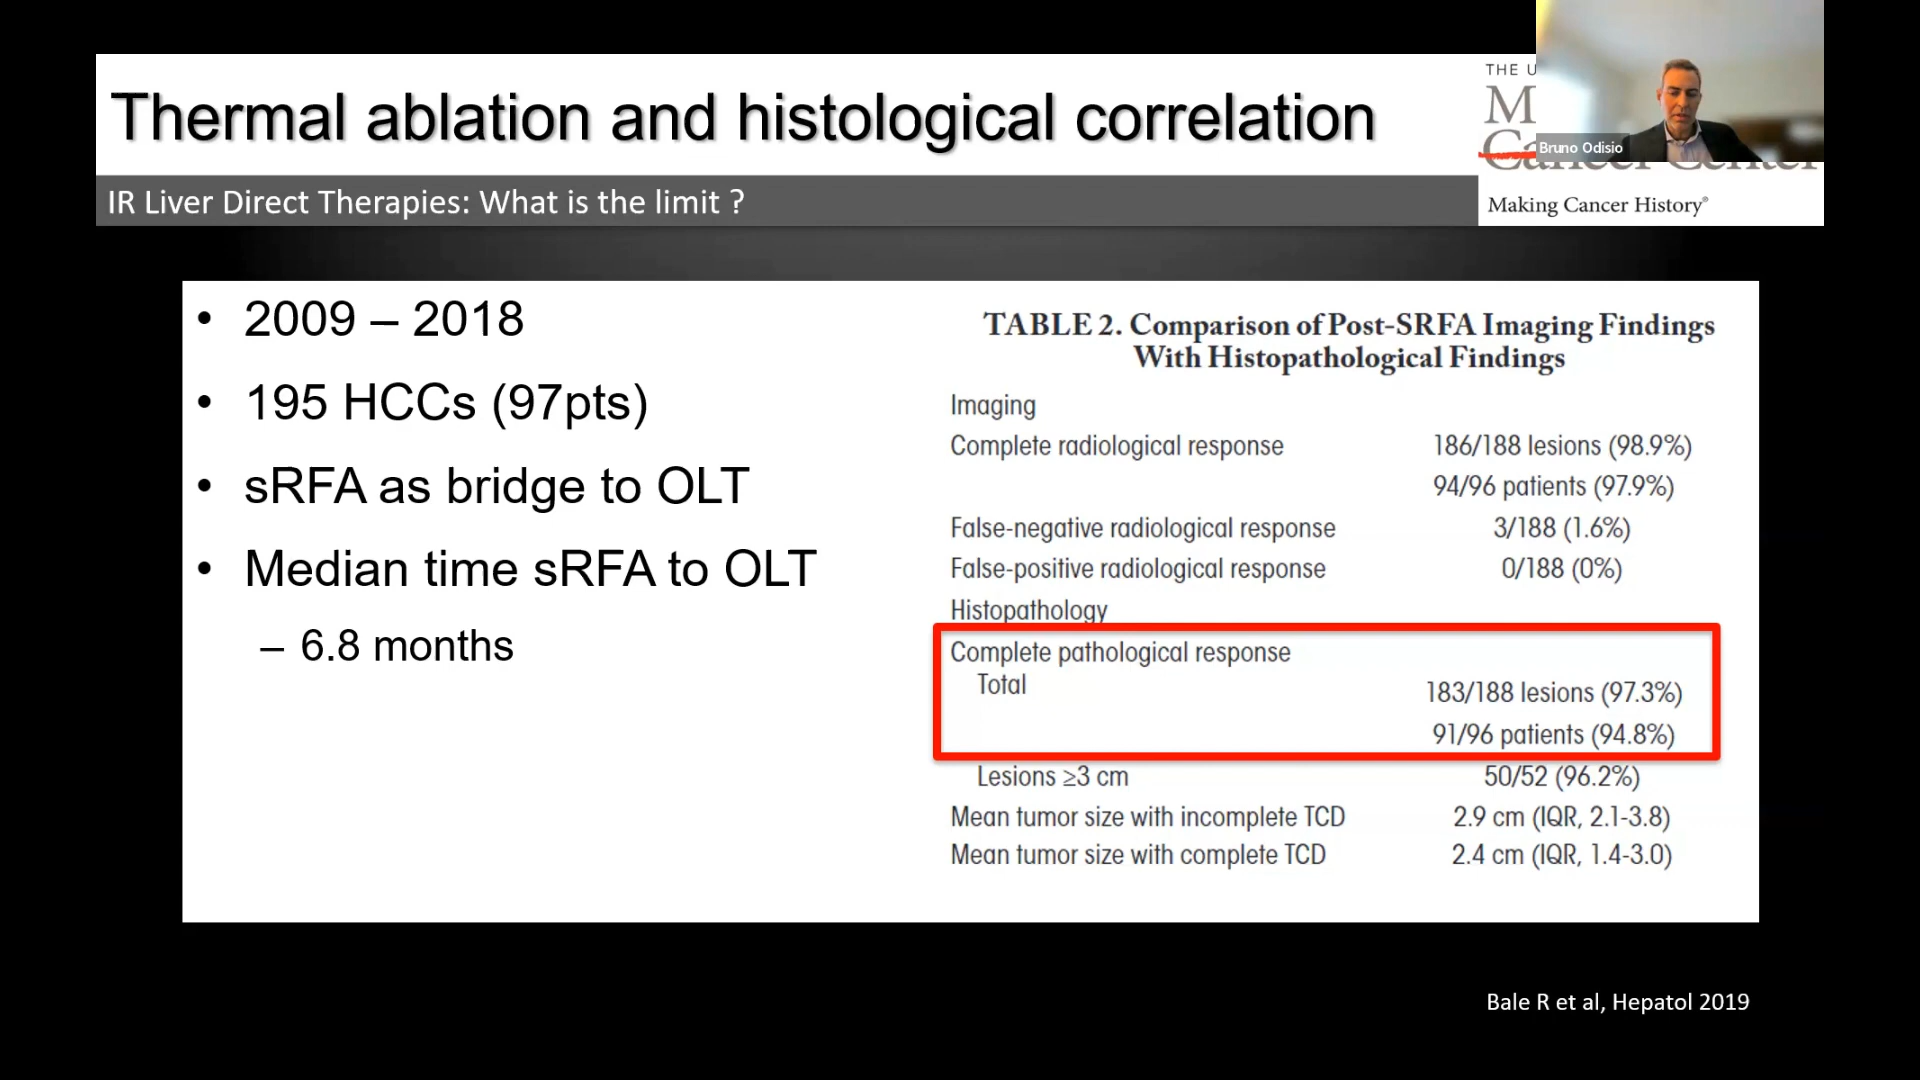 Thermal ablation and histological correlation
IR Liver Direct Therapies: What is the limit ?
THE U
M
Cancer Center
Making Cancer History®
Bruno Odisio
• 2009 – 2018
• 195 HCCs (97pts)
• sRFA as bridge to OLT
• Median time sRFA to OLT
– 6.8 months
TABLE 2. Comparison of Post-SRFA Imaging Findings
With Histopathological Findings
Imaging
Complete radiological response 186/188 lesions (98.9%)
94/96 patients (97.9%)
False-negative radiological response 3/188 (1.6%)
False-positive radiological response 0/188 (0%)
Histopathology
Complete pathological response
Total 183/188 lesions (97.3%)
91/96 patients (94.8%)
Lesions ≥3 cm 50/52 (96.2%)
Mean tumor size with incomplete TCD 2.9 cm (IQR, 2.1-3.8)
Mean tumor size with complete TCD 2.4 cm (IQR, 1.4-3.0)
Bale R et al, Hepatol 2019